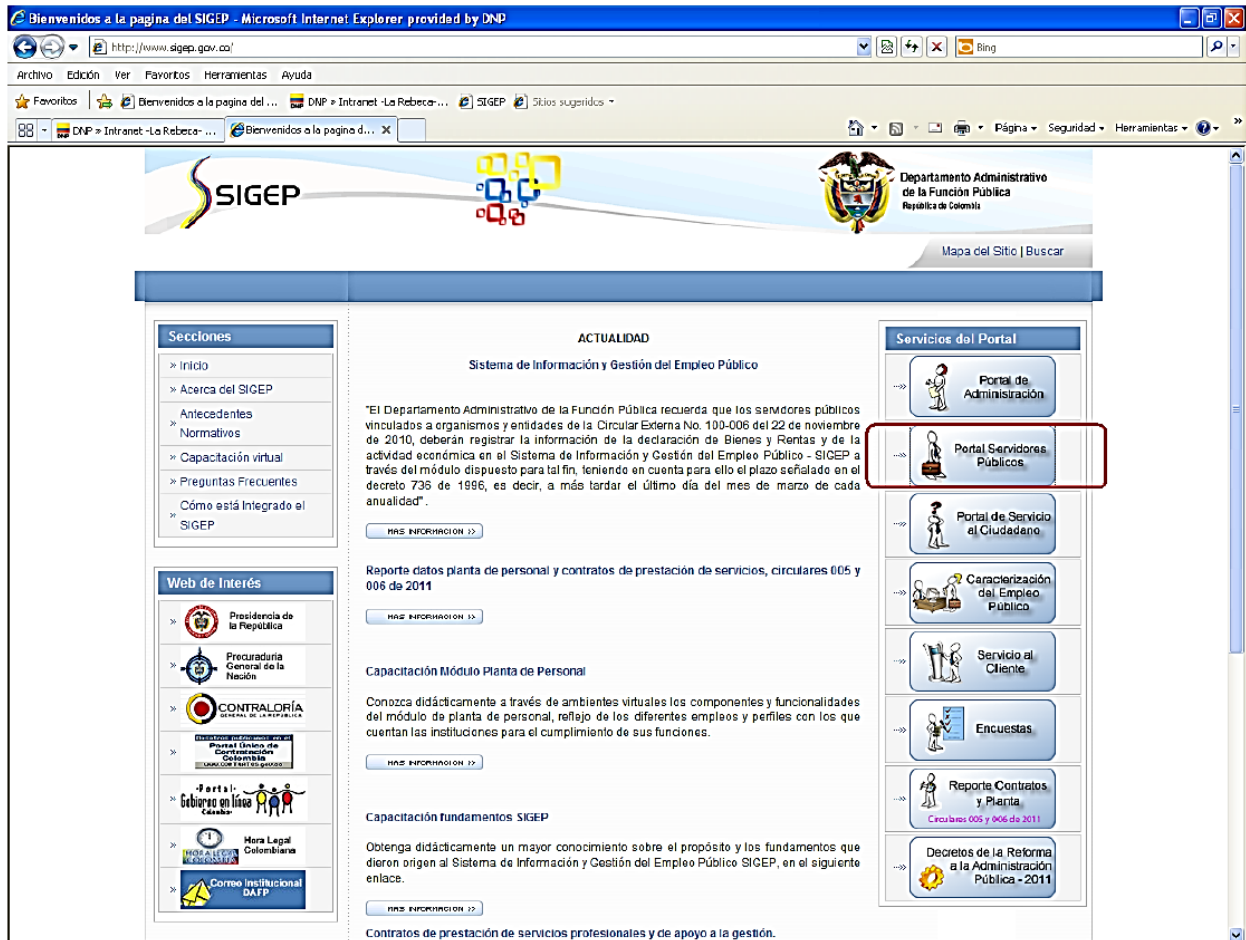 Bienvenidos a la pagina del SIGEP - Microsoft Internet Explorer provided by DNP
http://www.sigep.gov.co/
Bing
Archivo Edición Ver Favoritos Herramientas Ayuda
Favoritos Bienvenidos a la pagina del ... DNP » Intranet -La Rebeca-... SIGEP Sitios sugeridos
DNP » Intranet -La Rebeca- ... Bienvenidos a la pagina d... X Página Seguridad Herramientas
SIGEP
Departamento Administrativo
de la Función Pública
República de Colombia
Mapa del Sitio | Buscar
Secciones
» Inicio
» Acerca del SIGEP
» Antecedentes
Normativos
» Capacitación virtual
» Preguntas Frecuentes
» Cómo está Integrado el
SIGEP
Web de Interés
» Presidencia de
la República
» Procuraduria
General de la
Nación
» CONTRALORÍA
GENERAL DE LA REPÚBLICA
» Portal Único de
Contratación
Colombia
» ·Portal·
Gobierno en línea
Colombia
» Hora Legal
Colombiana
HORA LEGAL
COLOMBIA
» Correo Institucional
DAFP
ACTUALIDAD
Sistema de Información y Gestión del Empleo Público
"El Departamento Administrativo de la Función Pública recuerda que los servidores públicos
vinculados a organismos y entidades de la Circular Externa No. 100-006 del 22 de noviembre
de 2010, deberán registrar la información de la declaración de Bienes y Rentas y de la
actividad económica en el Sistema de Información y Gestión del Empleo Público - SIGEP a
través del módulo dispuesto para tal fin, teniendo en cuenta para ello el plazo señalado en el
decreto 736 de 1996, es decir, a más tardar el último día del mes de marzo de cada
anualidad" .
MAS INFORMACION >>
Reporte datos planta de personal y contratos de prestación de servicios, circulares 005 y
006 de 2011
MAS INFORMACION >>
Capacitación Módulo Planta de Personal
Conozca didácticamente a través de ambientes virtuales los componentes y funcionalidades
del módulo de planta de personal, reflejo de los diferentes empleos y perfiles con los que
cuentan las instituciones para el cumplimiento de sus funciones.
MAS INFORMACION >>
Capacitación fundamentos SIGEP
Obtenga didácticamente un mayor conocimiento sobre el propósito y los fundamentos que
dieron origen al Sistema de Información y Gestión del Empleo Público SIGEP, en el siguiente
enlace.
MAS INFORMACION >>
Contratos de prestación de servicios profesionales y de apoyo a la gestión.
Servicios del Portal
Portal de
Administración
Portal Servidores
Públicos
Portal de Servicio
al Ciudadano
Caracterización
del Empleo
Público
Servicio al
Cliente
Encuestas
Reporte Contratos
y Planta
Circulares 005 y 006 de 2011
Decretos de la Reforma
a la Administración
Pública - 2011